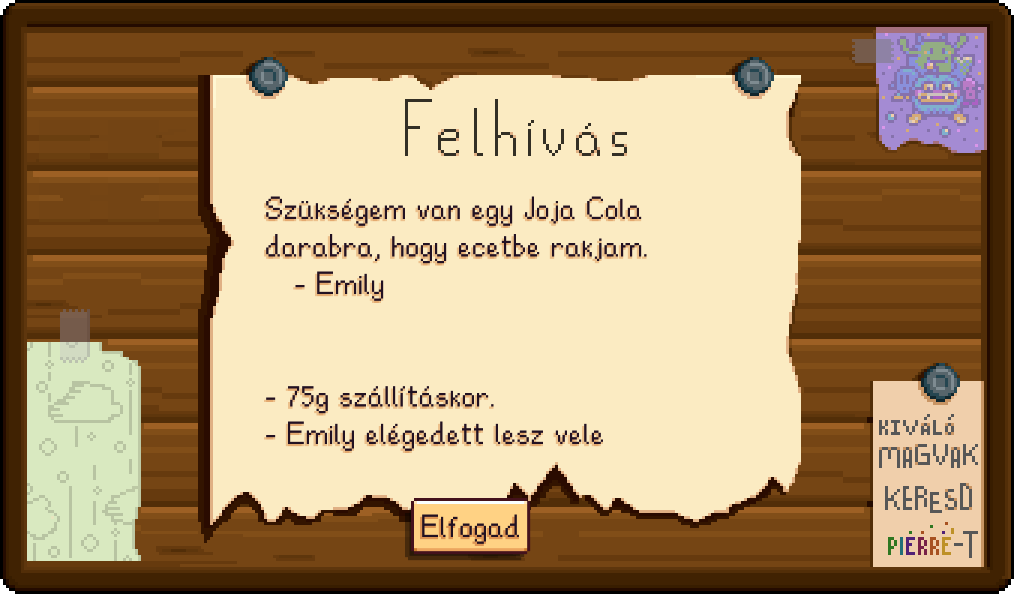 Felhívás
Szükségem van egy Joja Cola
darabra, hogy ecetbe rakjam.
- Emily
- 75g szállításkor.
- Emily elégedett lesz vele
Elfogad
KIVÁLÓ
MAGVAK
KERESD
PIERRE-T